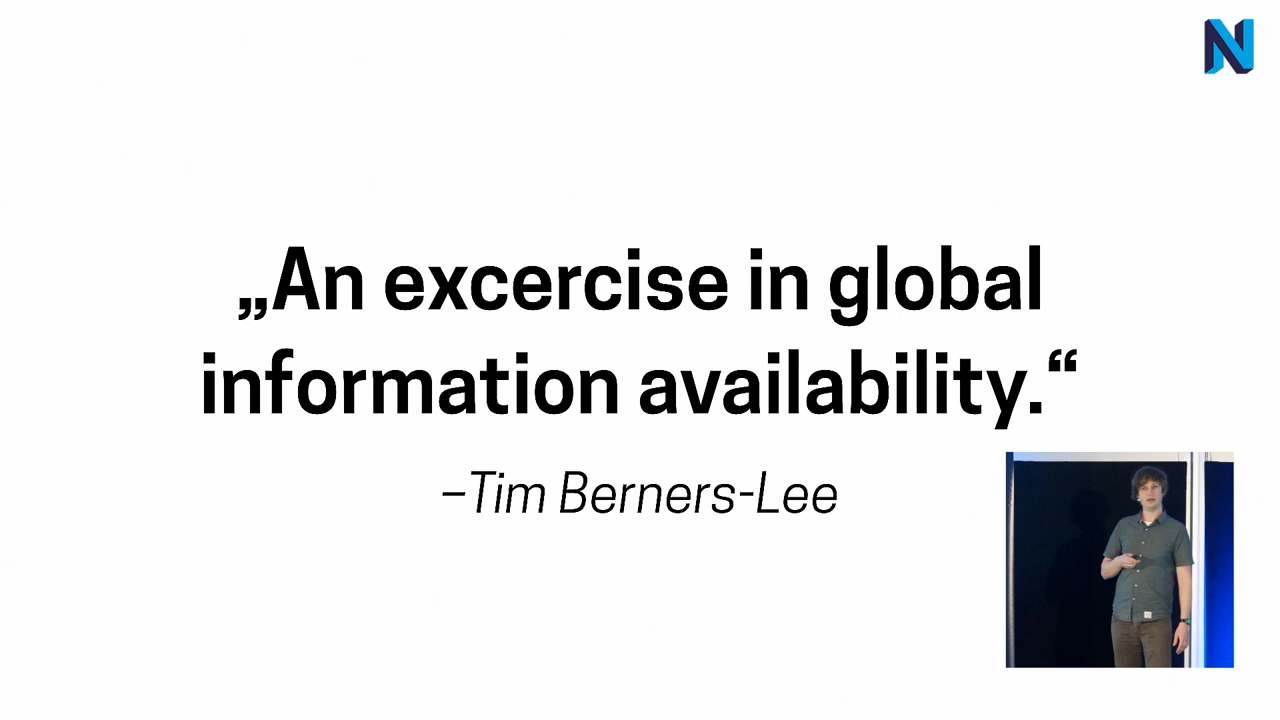 „An excercise in global
information availability.“
–Tim Berners-Lee